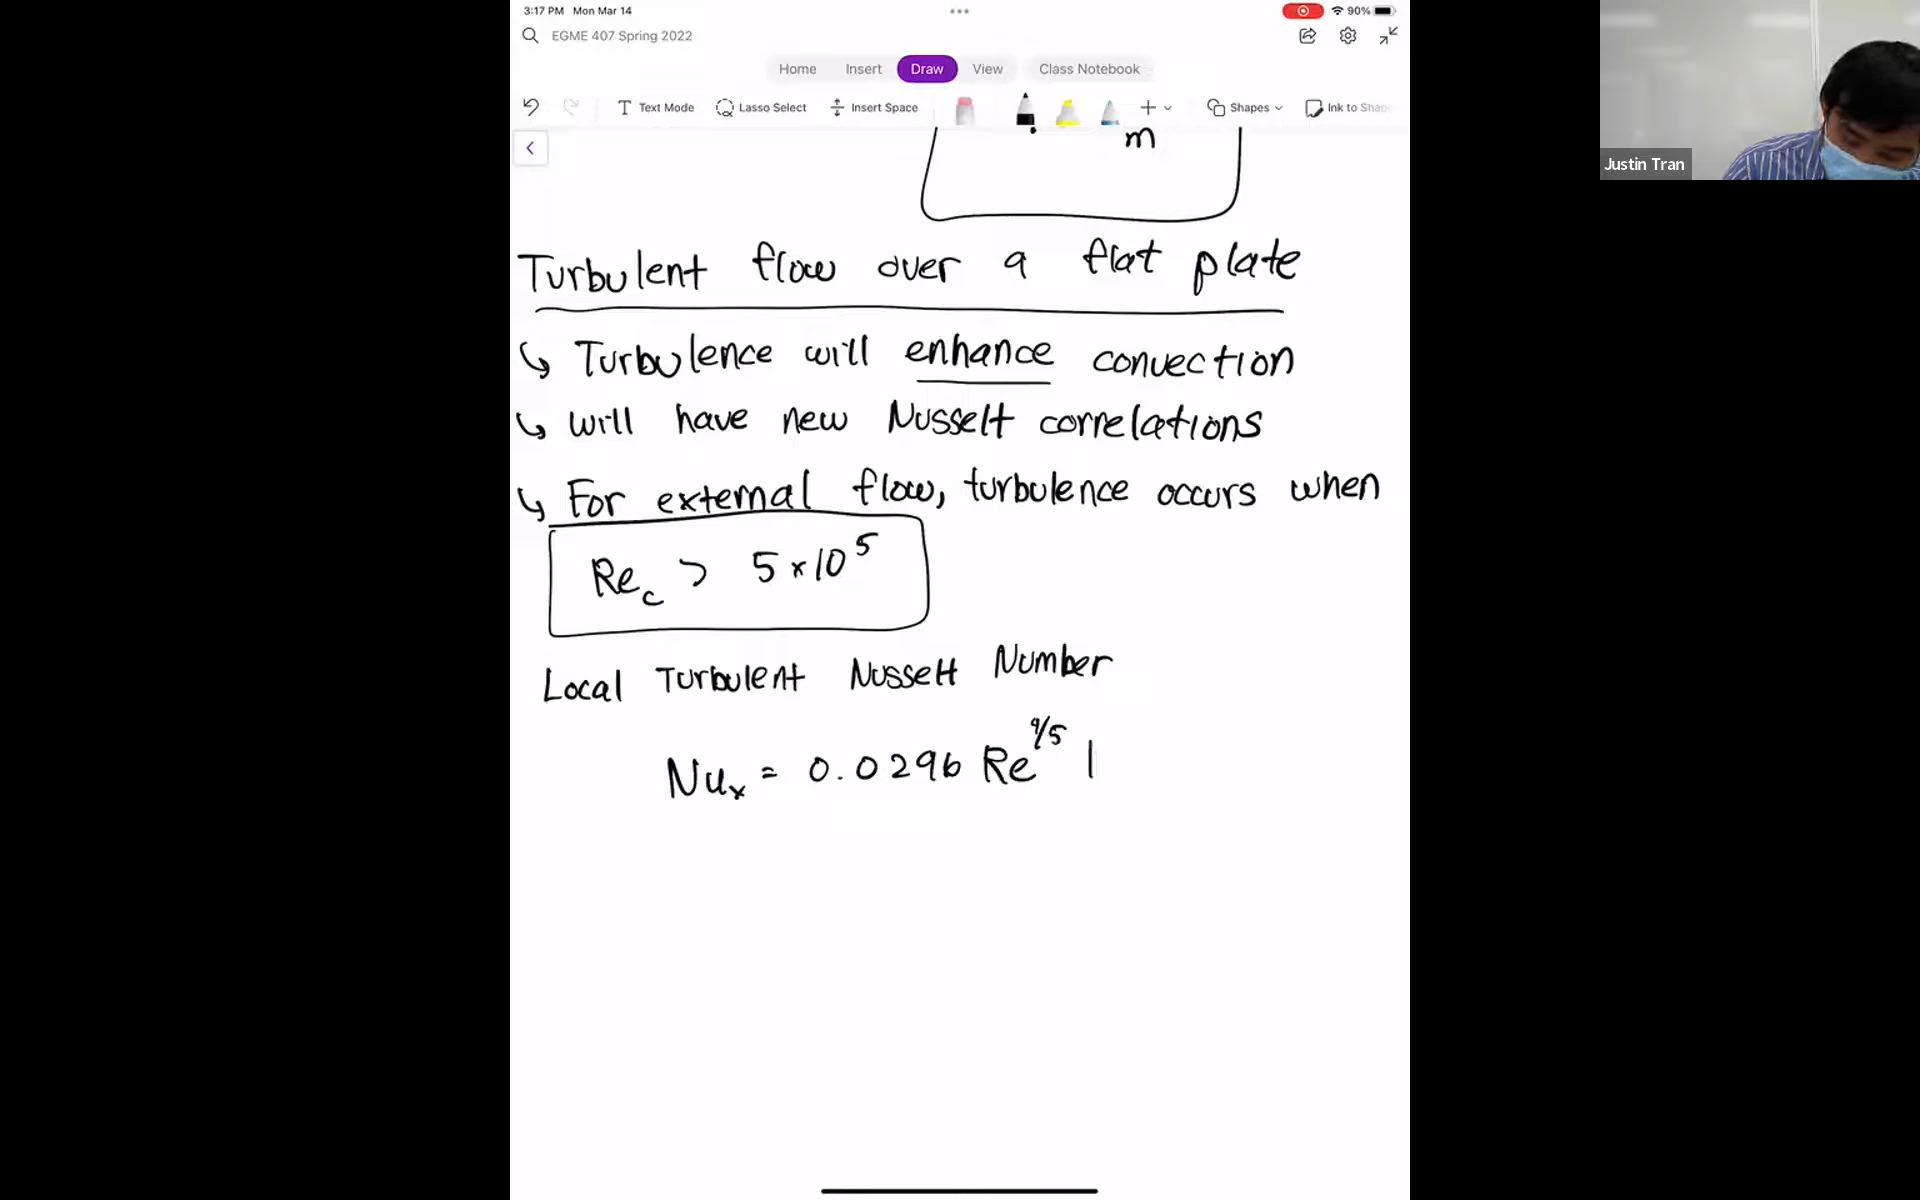 3:17 PM Mon Mar 14
90%
EGME 407 Spring 2022
Home Insert Draw View Class Notebook
Text Mode Lasso Select Insert Space Shapes Ink to Shape
m
Justin Tran
Turbulent flow over a flat plate
↳ Turbulence will enhance convection
↳ will have new Nusselt correlations
↳ For external flow, turbulence occurs when
Re_c > 5 × 10^5
Local Turbulent Nusselt Number
Nu_x = 0.0296 Re^4/5 |